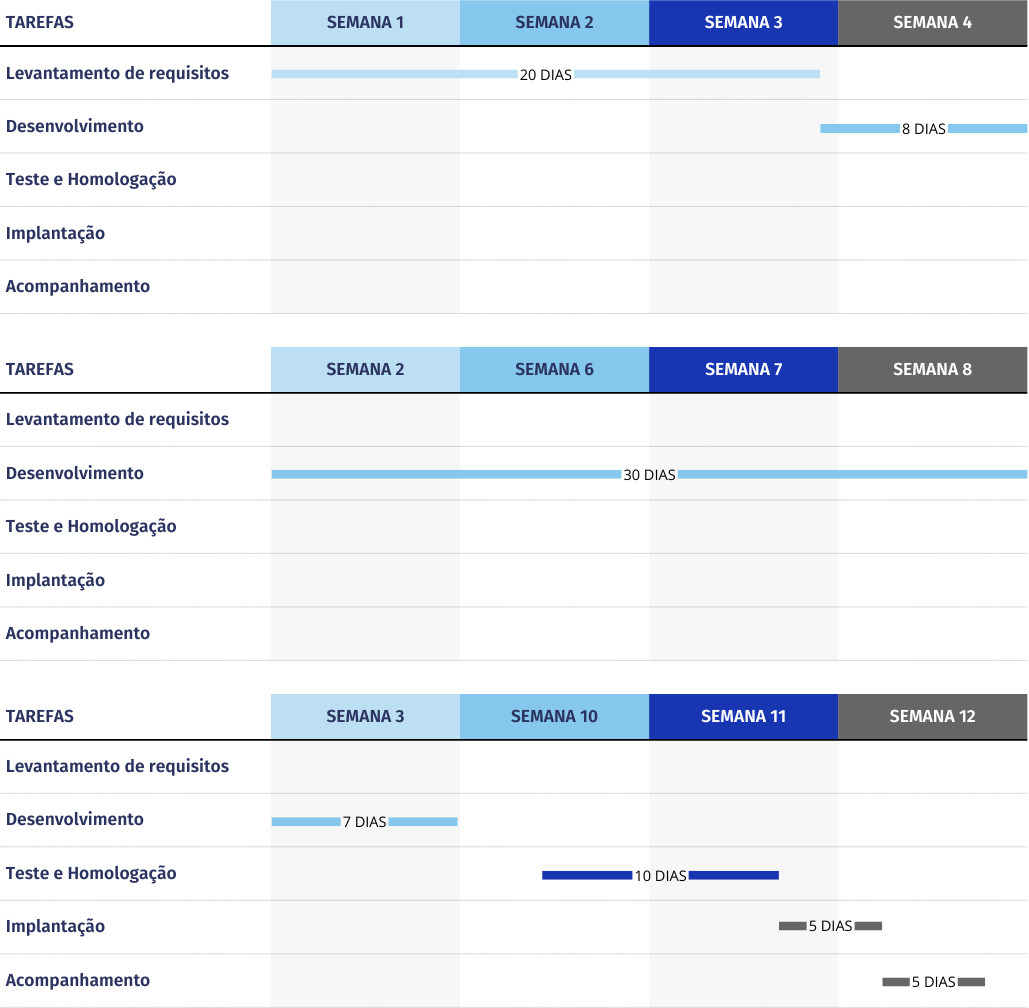 TAREFAS SEMANA 1 SEMANA 2 SEMANA 3 SEMANA 4
Levantamento de requisitos 20 DIAS
Desenvolvimento 8 DIAS
Teste e Homologação
Implantação
Acompanhamento
TAREFAS SEMANA 2 SEMANA 6 SEMANA 7 SEMANA 8
Levantamento de requisitos
Desenvolvimento 30 DIAS
Teste e Homologação
Implantação
Acompanhamento
TAREFAS SEMANA 3 SEMANA 10 SEMANA 11 SEMANA 12
Levantamento de requisitos
Desenvolvimento 7 DIAS
Teste e Homologação 10 DIAS
Implantação 5 DIAS
Acompanhamento 5 DIAS